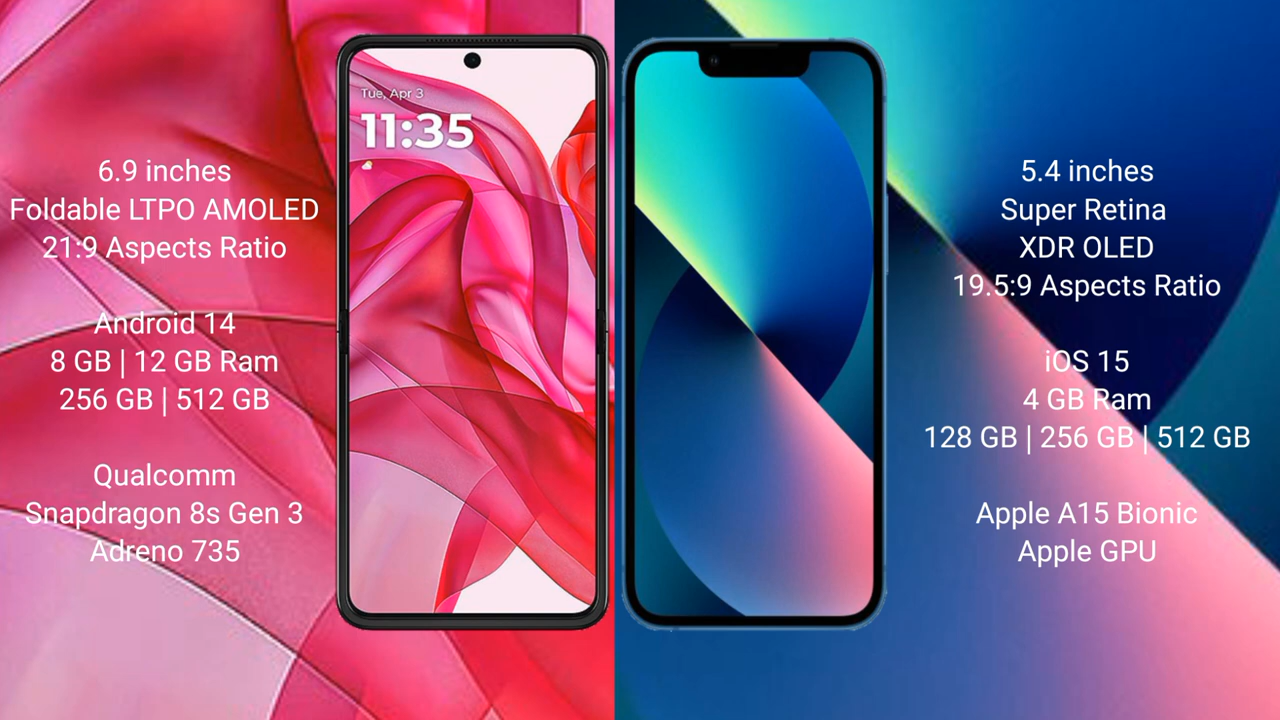 6.9 inches
Foldable LTPO AMOLED
21:9 Aspects Ratio
Android 14
8 GB | 12 GB Ram
256 GB | 512 GB
Qualcomm
Snapdragon 8s Gen 3
Adreno 735
Tue, Apr 3
11:35
5.4 inches
Super Retina
XDR OLED
19.5:9 Aspects Ratio
iOS 15
4 GB Ram
128 GB | 256 GB | 512 GB
Apple A15 Bionic
Apple GPU